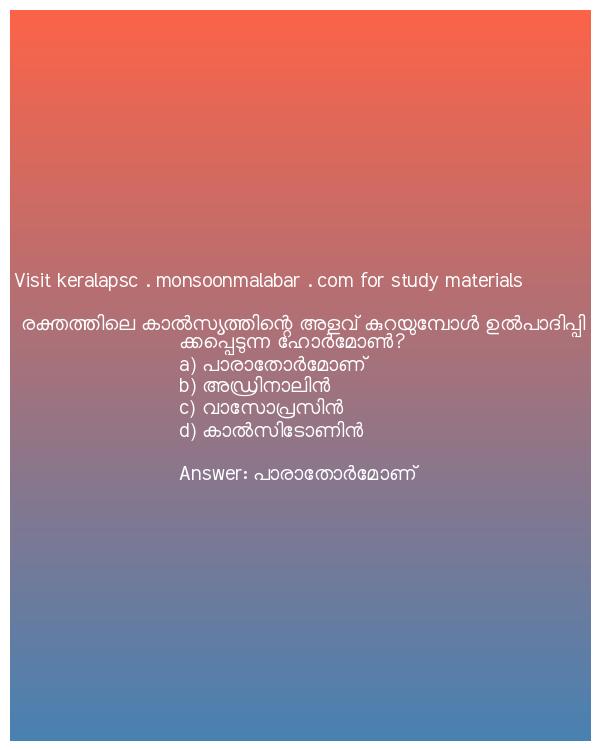 Visit keralapsc . monsoonmalabar . com for study materials
രക്തത്തിലെ കാൽസ്യത്തിന്റെ അളവ് കുറയുമ്പോൾ ഉൽപാദിപ്പി
ക്കപ്പെടുന്ന ഹോർമോൺ?
a) പാരാതോർമോണ്
b) അഡ്രിനാലിൻ
c) വാസോപ്രസിൻ
d) കാൽസിടോണിൻ
Answer: പാരാതോർമോണ്